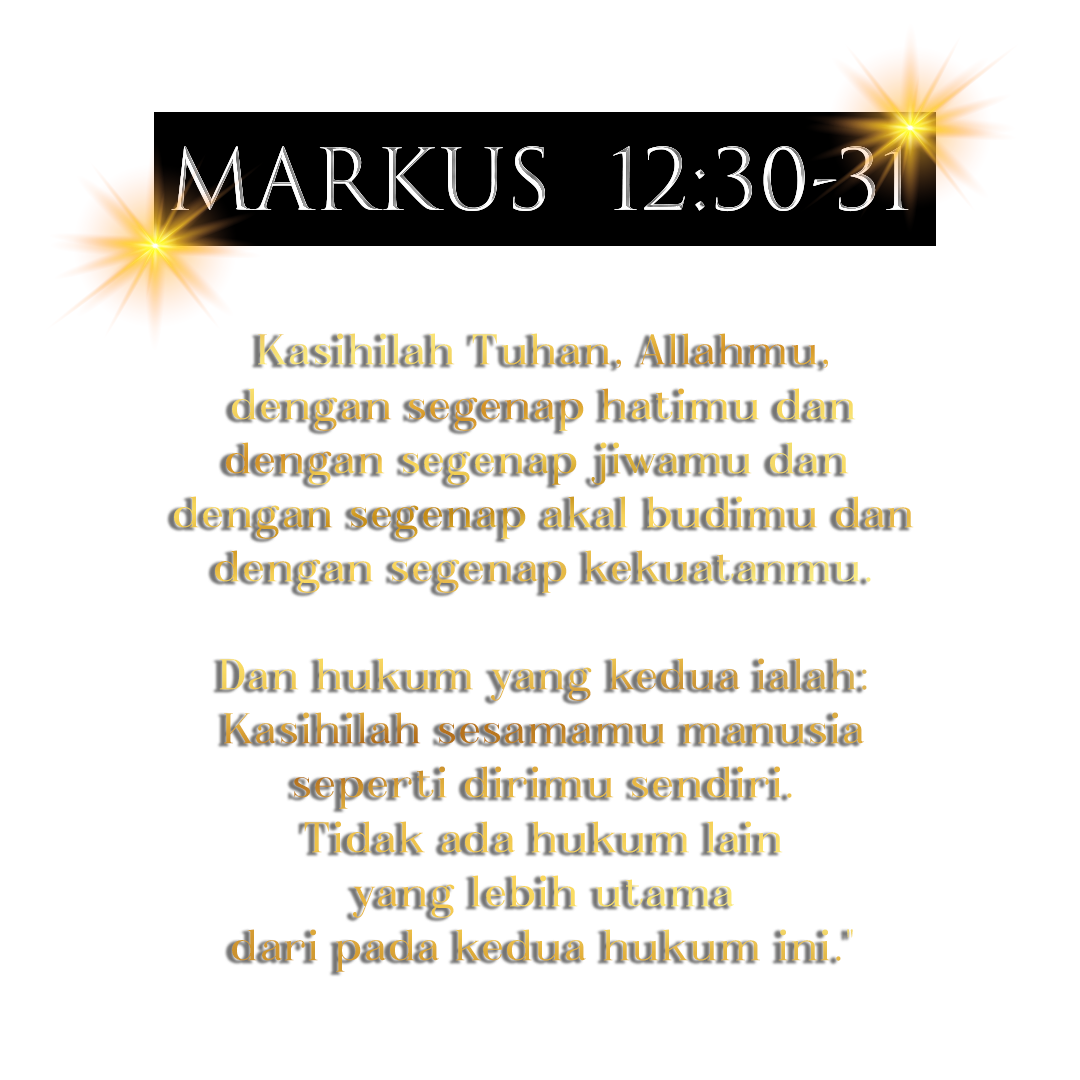 MARKUS 12:30-31
Kasihilah Tuhan, Allahmu,
dengan segenap hatimu dan
dengan segenap jiwamu dan
dengan segenap akal budimu dan
dengan segenap kekuatanmu.
Dan hukum yang kedua ialah:
Kasihilah sesamamu manusia
seperti dirimu sendiri.
Tidak ada hukum lain
yang lebih utama
dari pada kedua hukum ini."